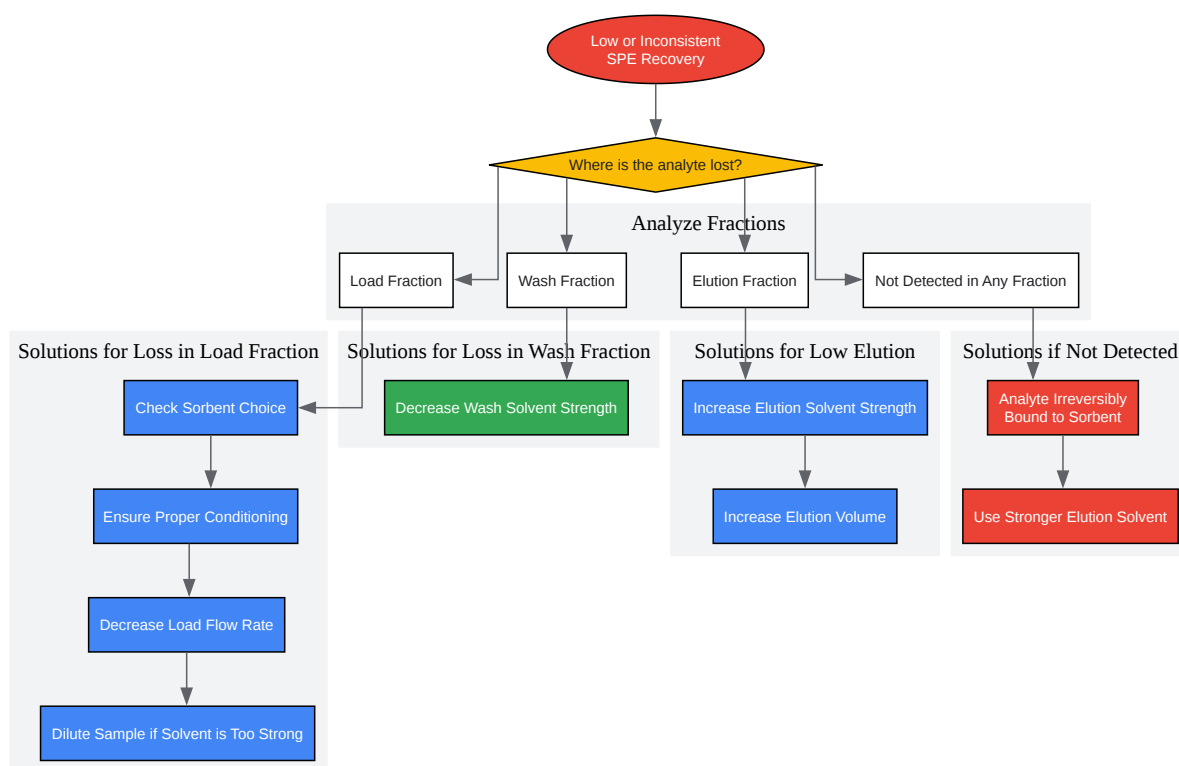 Low or Inconsistent
SPE Recovery
Where is the analyte lost?
Analyze Fractions
Load Fraction
Wash Fraction
Elution Fraction
Not Detected in Any Fraction
Solutions for Loss in Load Fraction
Solutions for Loss in Wash Fraction
Solutions for Low Elution
Solutions if Not Detected
Check Sorbent Choice
Decrease Wash Solvent Strength
Increase Elution Solvent Strength
Analyte Irreversibly
Bound to Sorbent
Ensure Proper Conditioning
Increase Elution Volume
Use Stronger Elution Solvent
Decrease Load Flow Rate
Dilute Sample if Solvent is Too Strong